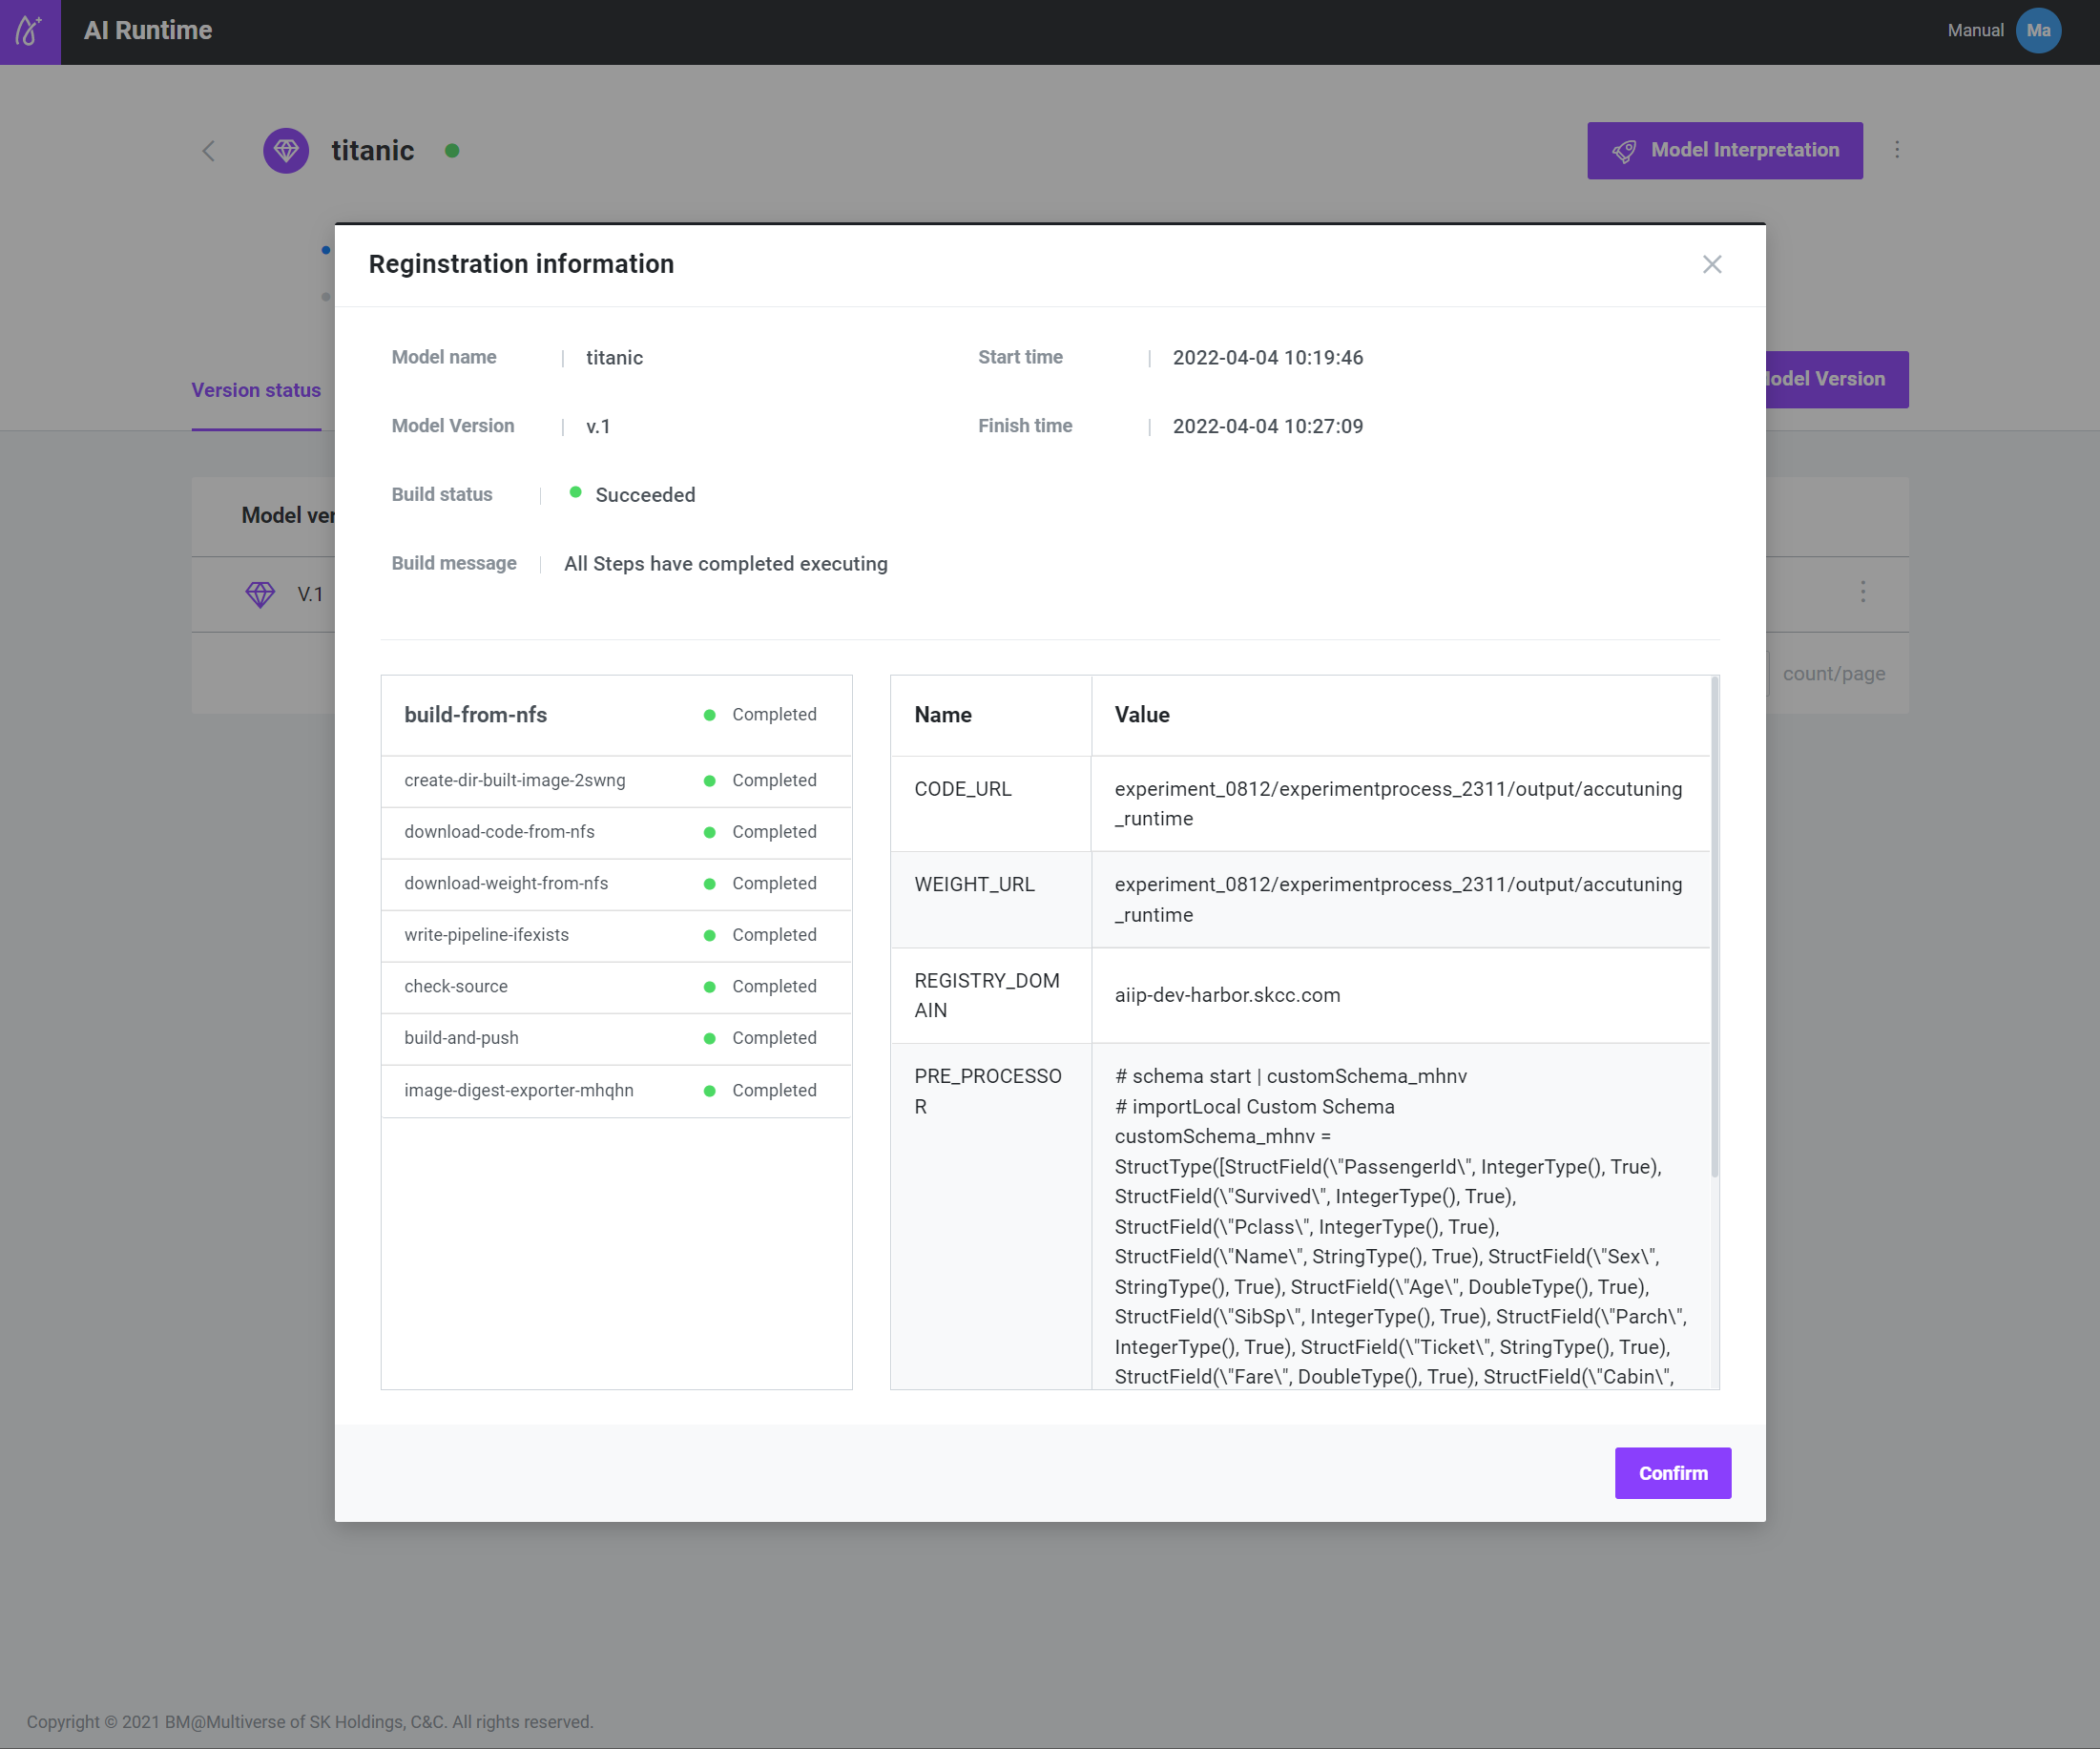 AI Runtime
Manual Ma
titanic
Model Interpretation
Reginstration information
Model name | titanic
Start time | 2022-04-04 10:19:46
Version status
odel Version
Model Version | v.1
Finish time | 2022-04-04 10:27:09
Build status | Succeeded
Model ver
Build message | All Steps have completed executing
V.1
count/page
build-from-nfs Completed
create-dir-built-image-2swng Completed
download-code-from-nfs Completed
download-weight-from-nfs Completed
write-pipeline-ifexists Completed
check-source Completed
build-and-push Completed
image-digest-exporter-mhqhn Completed
Name Value
CODE_URL experiment_0812/experimentprocess_2311/output/accutuning
_runtime
WEIGHT_URL experiment_0812/experimentprocess_2311/output/accutuning
_runtime
REGISTRY_DOM
AIN
aiip-dev-harbor.skcc.com
PRE_PROCESSO
R
# schema start | customSchema_mhnv
# importLocal Custom Schema
customSchema_mhnv =
StructType([StructField(\"PassengerId\", IntegerType(), True),
StructField(\"Survived\", IntegerType(), True),
StructField(\"Pclass\", IntegerType(), True),
StructField(\"Name\", StringType(), True), StructField(\"Sex\",
StringType(), True), StructField(\"Age\", DoubleType(), True),
StructField(\"SibSp\", IntegerType(), True), StructField(\"Parch\",
IntegerType(), True), StructField(\"Ticket\", StringType(), True),
StructField(\"Fare\", DoubleType(), True), StructField(\"Cabin\",
Confirm
Copyright © 2021 BM@Multiverse of SK Holdings, C&C. All rights reserved.